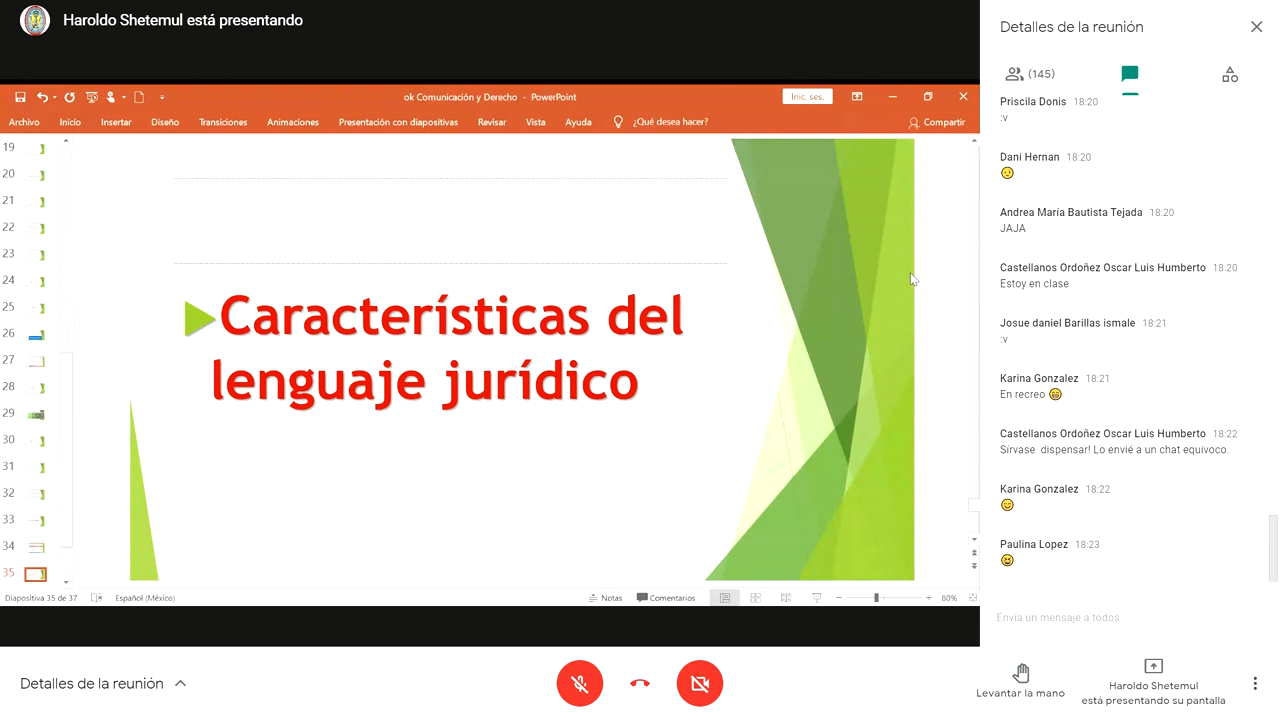 Haroldo Shetemul está presentando
ok Comunicación y Derecho - PowerPoint
Inic. ses.
Archivo Inicio Insertar Diseño Transiciones Animaciones Presentación con diapositivas Revisar Vista Ayuda ¿Qué desea hacer? Compartir
19
20
21
22
23
24
25
26
27
28
29
30
31
32
33
34
35
Características del
lenguaje jurídico
Diapositiva 35 de 37 Español (México) Notas Comentarios 80%
Detalles de la reunión
(145)
Priscila Donis 18:20
:v
Dani Hernan 18:20
Andrea María Bautista Tejada 18:20
JAJA
Castellanos Ordoñez Oscar Luis Humberto 18:20
Estoy en clase
Josue daniel Barillas ismale 18:21
:v
Karina Gonzalez 18:21
En recreo 😁
Castellanos Ordoñez Oscar Luis Humberto 18:22
Sírvase dispensar! Lo envié a un chat equivoco.
Karina Gonzalez 18:22
Paulina Lopez 18:23
Envía un mensaje a todos
Detalles de la reunión
Levantar la mano
Haroldo Shetemul
está presentando su pantalla